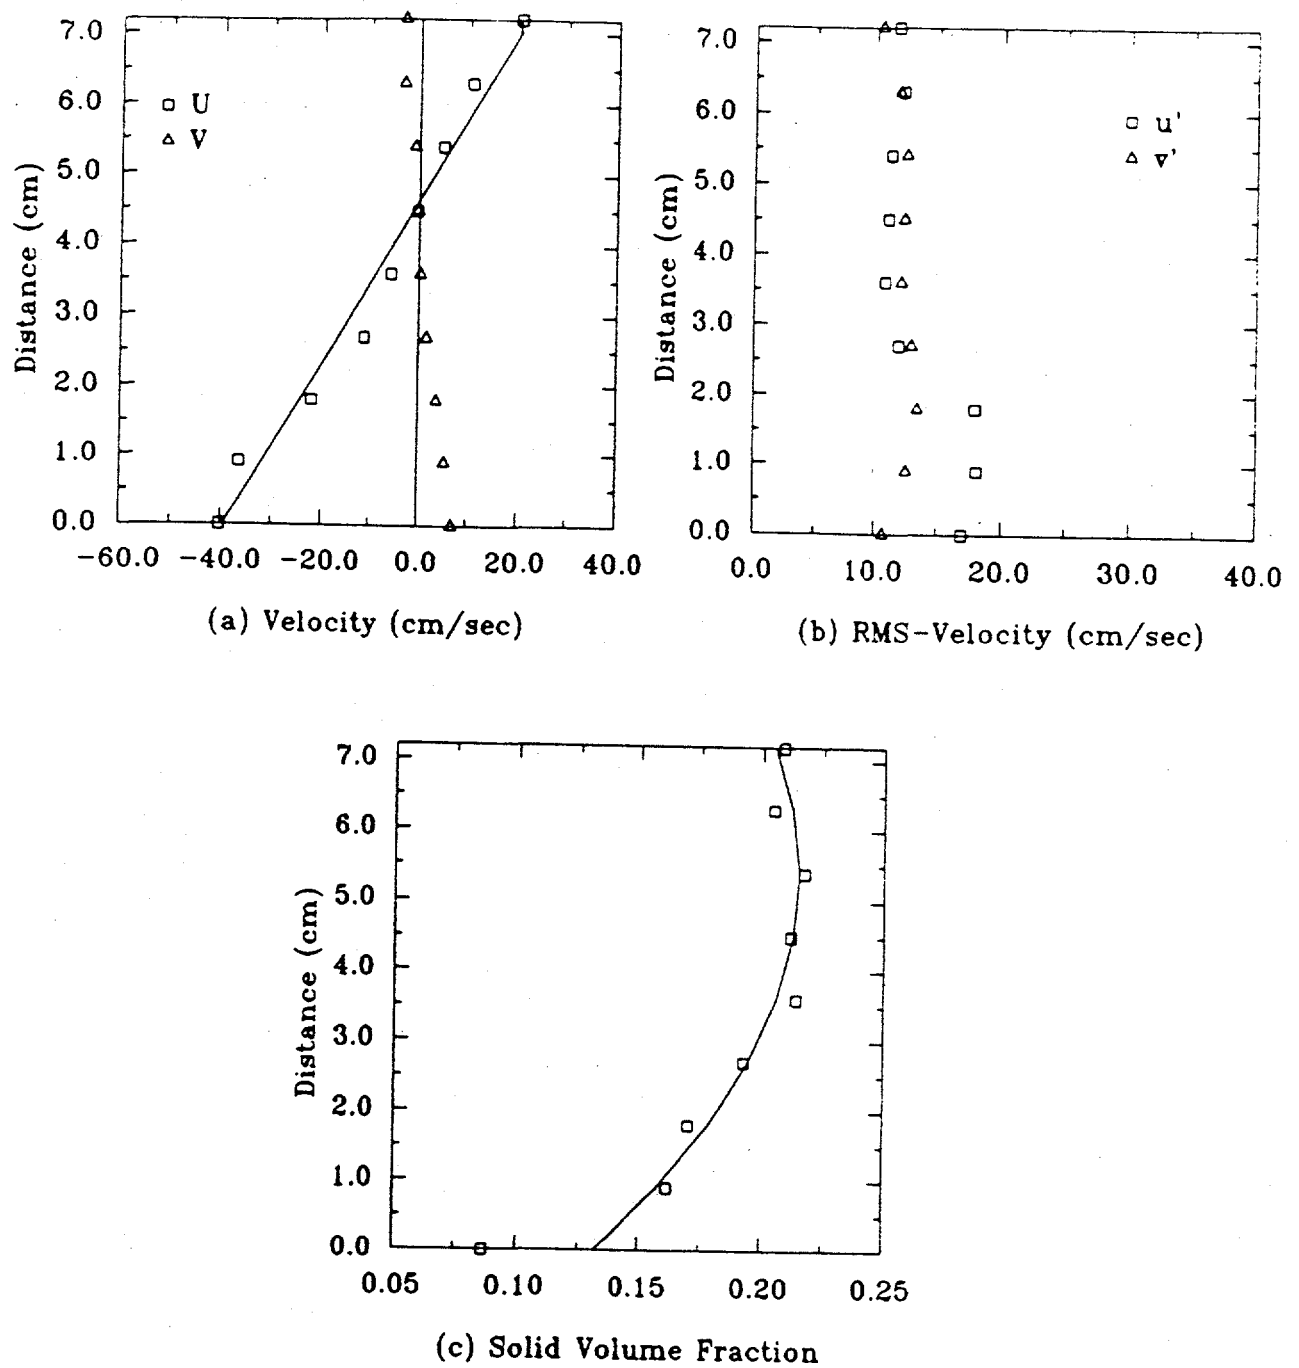 7.0
6.0
5.0
4.0
3.0
2.0
1.0
0.0
Distance (cm)
U
V
-60.0 -40.0 -20.0 0.0 20.0 40.0
(a) Velocity (cm/sec)
7.0
6.0
5.0
4.0
3.0
2.0
1.0
0.0
Distance (cm)
u'
v'
0.0 10.0 20.0 30.0 40.0
(b) RMS-Velocity (cm/sec)
7.0
6.0
5.0
4.0
3.0
2.0
1.0
0.0
Distance (cm)
0.05 0.10 0.15 0.20 0.25
(c) Solid Volume Fraction